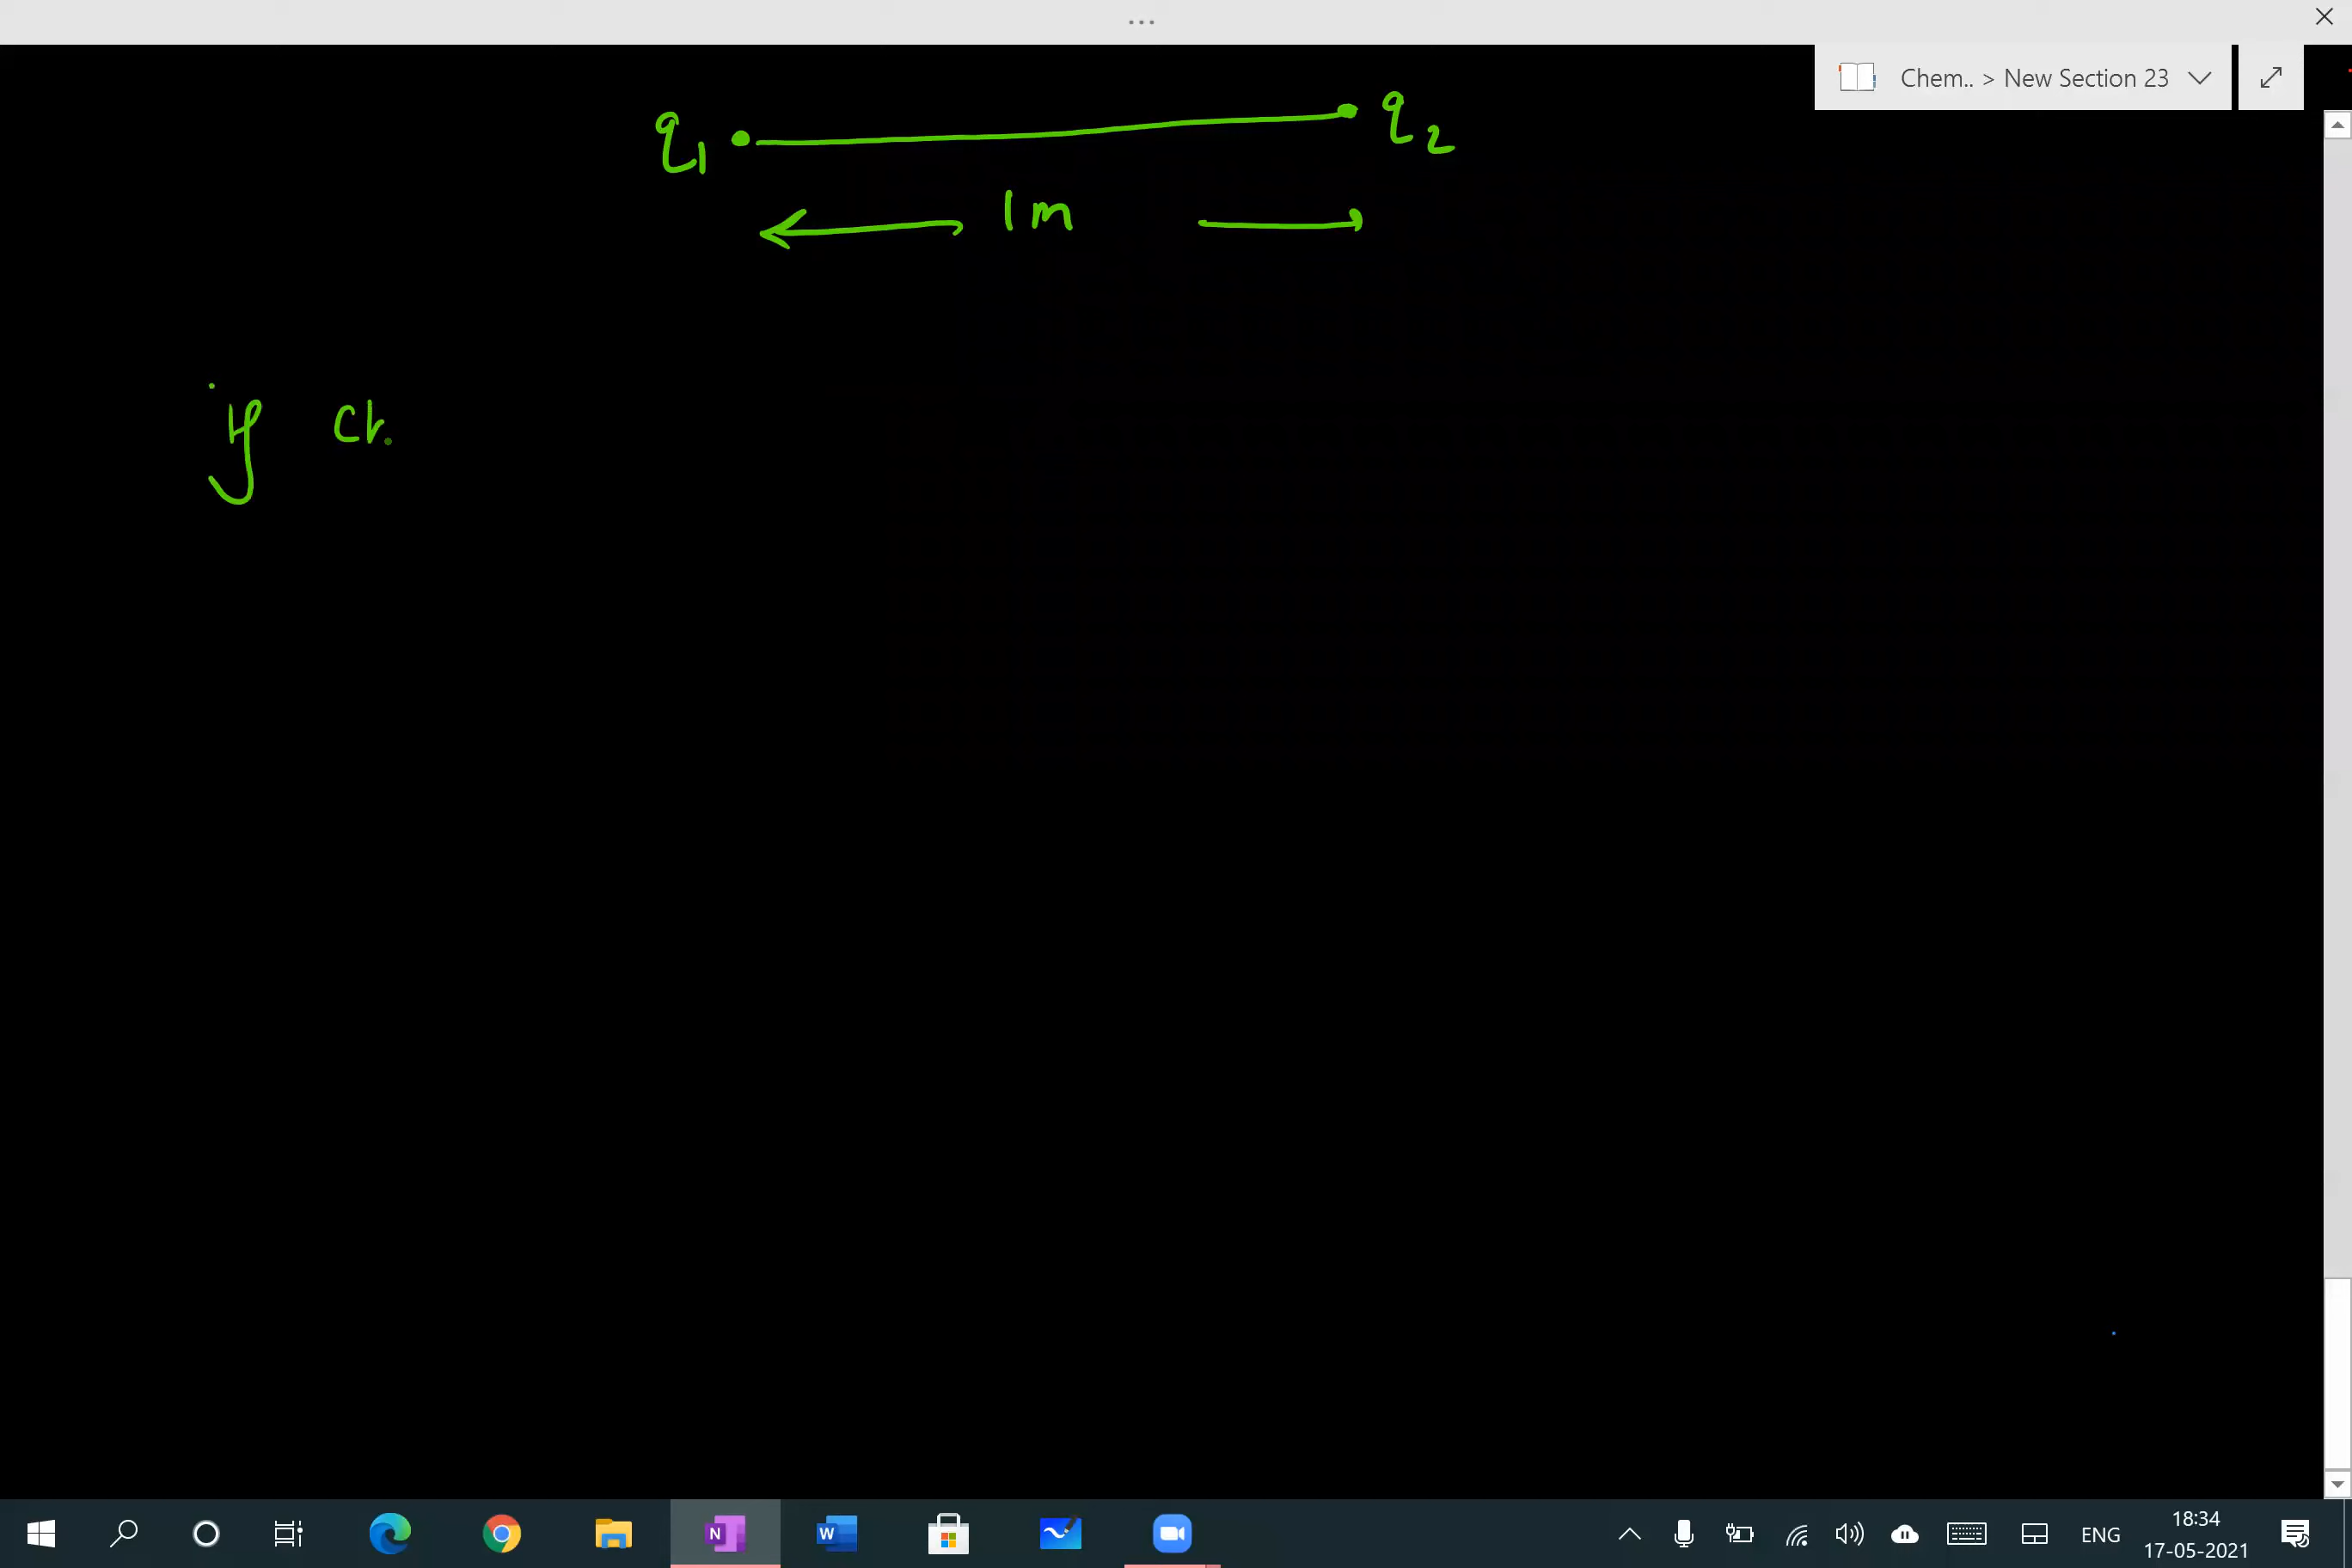 ...
Chem.. > New Section 23
q1 q2
1m
if ch
ENG
18:34
17-05-2021